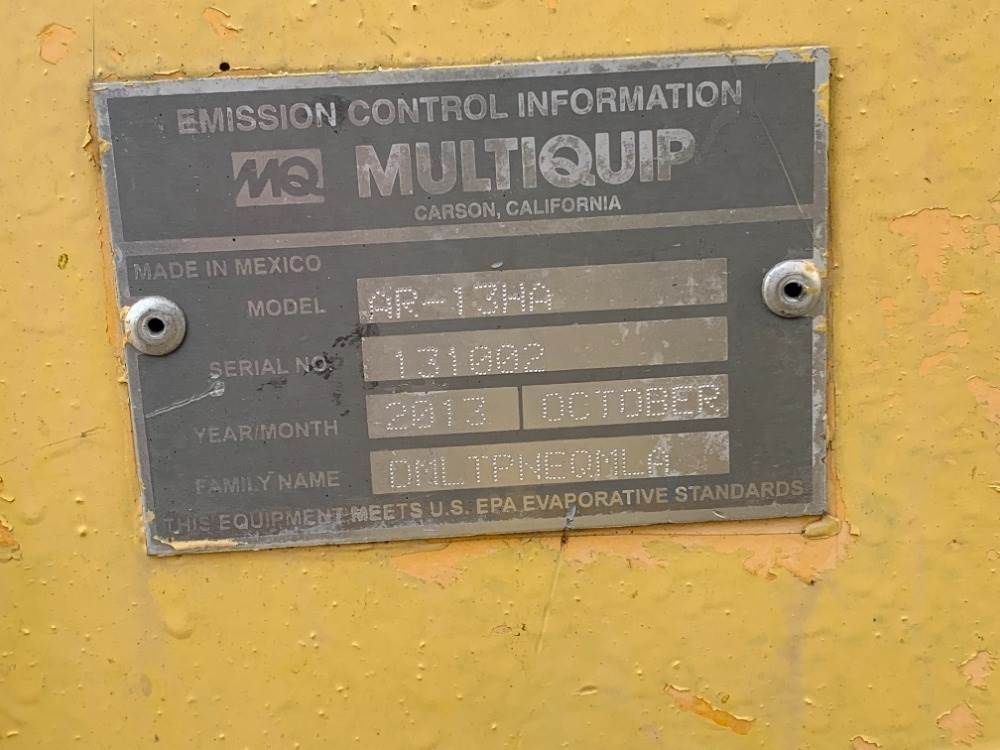 EMISSION CONTROL INFORMATION
MQ MULTIQUIP
CARSON, CALIFORNIA
MADE IN MEXICO
MODEL AR-13HA
SERIAL NO. 131002
YEAR/MONTH 2013 OCTOBER
FAMILY NAME DMLTPNEQMLA
THIS EQUIPMENT MEETS U.S. EPA EVAPORATIVE STANDARDS